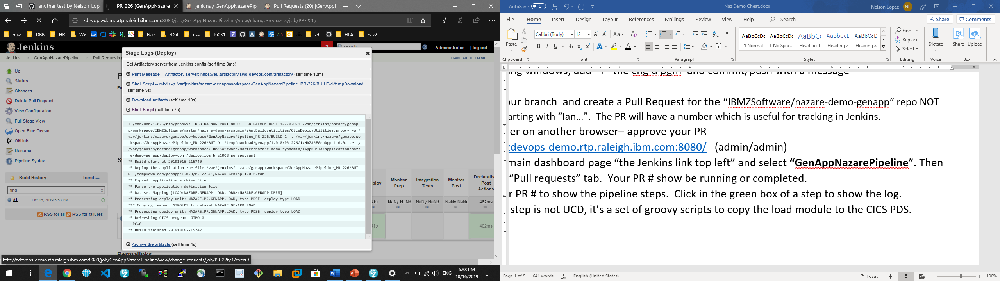 another test by Nelson-Lop
PR-226 [GenAppNazare
jenkins / GenAppNazarePip
Pull Requests (20) [GenAppl
zdevops-demo.rtp.raleigh.ibm.com:8080/job/GenAppNazarePipeline/view/change-requests/job/PR-226/
misc DBB HR Wx box Naz zDat uss t6031 zdt HLA naz2
Jenkins
search
Administrator | log out
Jenkins GenAppNazarePipeline Pull Requests
ENABLE AUTO REFRESH
Up
Status
Changes
Delete Pull Request
View Configuration
Full Stage View
Open Blue Ocean
GitHub
Rename
Pipeline Syntax
Build History trend
find x
#1 Oct 16, 2019 5:53 PM
RSS for all RSS for failures
Stage Logs (Deploy)
Get Artifactory server from Jenkins config (self time 8ms)
Print Message -- Artifactory server: https://eu.artifactory.swg-devops.com/artifactory (self time 12ms)
Shell Script -- mkdir -p /var/jenkins/nazare/genapp/workspace/GenAppNazarePipeline_PR-226/BUILD-1/tempDownload
(self time 5s)
Download artifacts (self time 10s)
Shell Script (self time 7s)
+ /var/dbb/1.0.5/bin/groovyz -DBB_DAEMON_PORT 8080 -DBB_DAEMON_HOST 127.0.0.1 /var/jenkins/nazare/genap
p/workspace/IBMZSoftware/master/nazare-demo-sysadmin/zAppBuild/utilities/CicsDeployUtilities.groovy -w /
var/jenkins/nazare/genapp/workspace/GenAppNazarePipeline_PR-226/BUILD-1 -t /var/jenkins/nazare/genapp/wo
rkspace/GenAppNazarePipeline_PR-226/BUILD-1/tempDownload/genapp/1.0.0/PR-226/1/NAZAREGenApp-1.0.0.tar -y
/var/jenkins/nazare/genapp/workspace/IBMZSoftware/master/nazare-demo-sysadmin/zAppBuild/application/naza
re-demo-genapp/deploy-conf/deploy.zos_brg1008_genapp.yaml
** Build start at 20191016-215740
** Deploy the application zar file /var/jenkins/nazare/genapp/workspace/GenAppNazarePipeline_PR-226/BUIL
D-1/tempDownload/genapp/1.0.0/PR-226/1/NAZAREGenApp-1.0.0.tar
** Expand application archive file
** Parse the application definition file
** Dataset Mapping [LOAD:NAZARE.GENAPP.LOAD, DBRM:NAZARE.GENAPP.DBRM]
** Processing deploy unit: NAZARE.PR.GENAPP.LOAD, type PDSE, deploy type LOAD
*** Copying member LGIPOL01 to dataset NAZARE.GENAPP.LOAD
** Processing deploy unit: NAZARE.PR.GENAPP.LOAD, type PDSE, deploy type LOAD
** Refreshing CICS program LGIPOL01
__RC=0__
** Build finished 20191016-215742
Archive the artifacts (self time 4s)
ploy Monitor Prep Integration Tests Monitor Post Declarativ Post Actions
31s NaNy NaNd NaNy NaNd NaNy NaNd 462ms
31s 462ms
Permalinks
http://zdevops-demo.rtp.raleigh.ibm.com:8080/job/GenAppNazarePipeline/view/change-requests/job/PR-226/1/execut
ENG
6:38 PM
10/16/2019
AutoSave Off
Naz Demo Cheat.docx
Nelson Lopez NL
File Home Insert Design Layout References Mailings Review View Help Search
Share Comments
Paste
Calibri (Body) 12
AaBbCcDc AaBbCcDc AaBbCc AaBbCcE AaBbCcD
¶ Normal ¶ No Spac... Heading 1 Heading 2 Heading 3
Find
Replace
Select
Dictate
Share
Upload
Clipboard Font Paragraph Styles Editing Voice Box
2 3 4 5 6 7 8
ng windows, add "+" the chg'd pgm and commit/push with a message
our branch and create a Pull Request for the “IBMZSoftware/nazare-demo-genapp“ repo NOT
arting with “Ian...”. The PR will have a number which is useful for tracking in Jenkins.
ver on another browser– approve your PR
zdevops-demo.rtp.raleigh.ibm.com:8080/ (admin/admin)
main dashboard page “the Jenkins link top left” and select “GenAppNazarePipeline”. Then
“Pull requests” tab. Your PR # show be running or completed.
r PR # to show the pipeline steps. Click in the green box of a step to show the log.
step is not UCD, it’s a set of groovy scripts to copy the load module to the CICS PDS.
Page 1 of 5 641 words English (United States)
Focus
190%